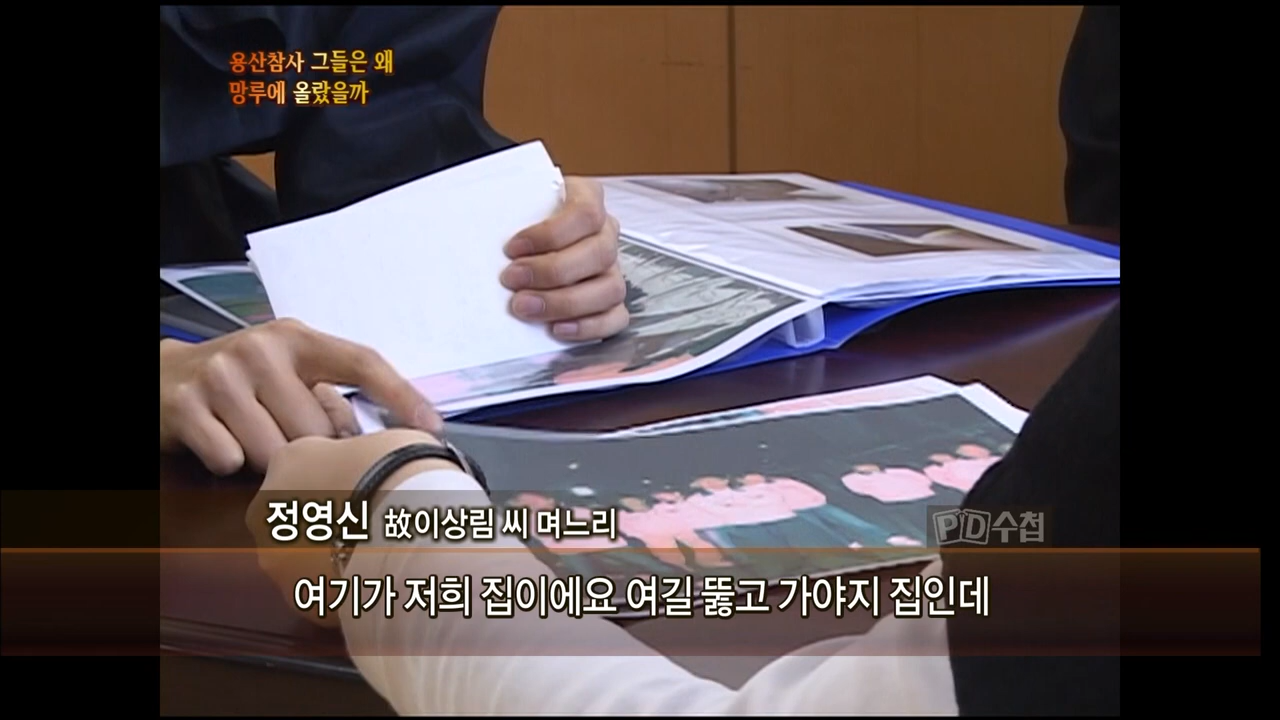 용산참사 그들은 왜
망루에 올랐을까
정영신 故이상림 씨 며느리
PD수첩
여기가 저희 집이에요 여길 뚫고 가야지 집인데